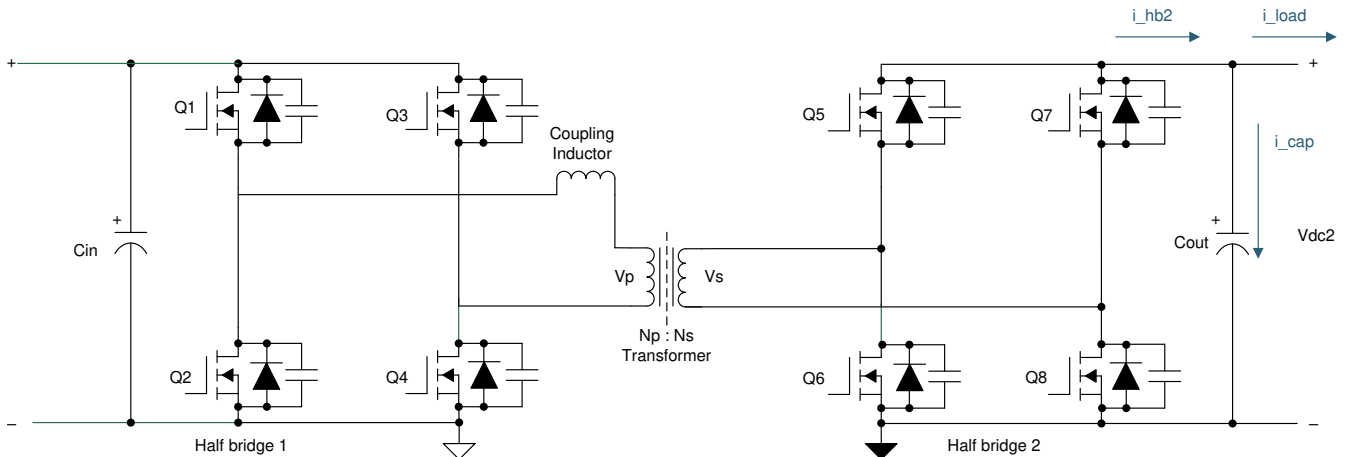 i_hb2
i_load
+
+
Q1
Q3
Q5
Q7
Coupling
Inductor
i_cap
+
+
Cin
Vp
Vs
Cout
Vdc2
Np : Ns
Transformer
Q2
Q4
Q6
Q8
–
–
Half bridge 1
Half bridge 2